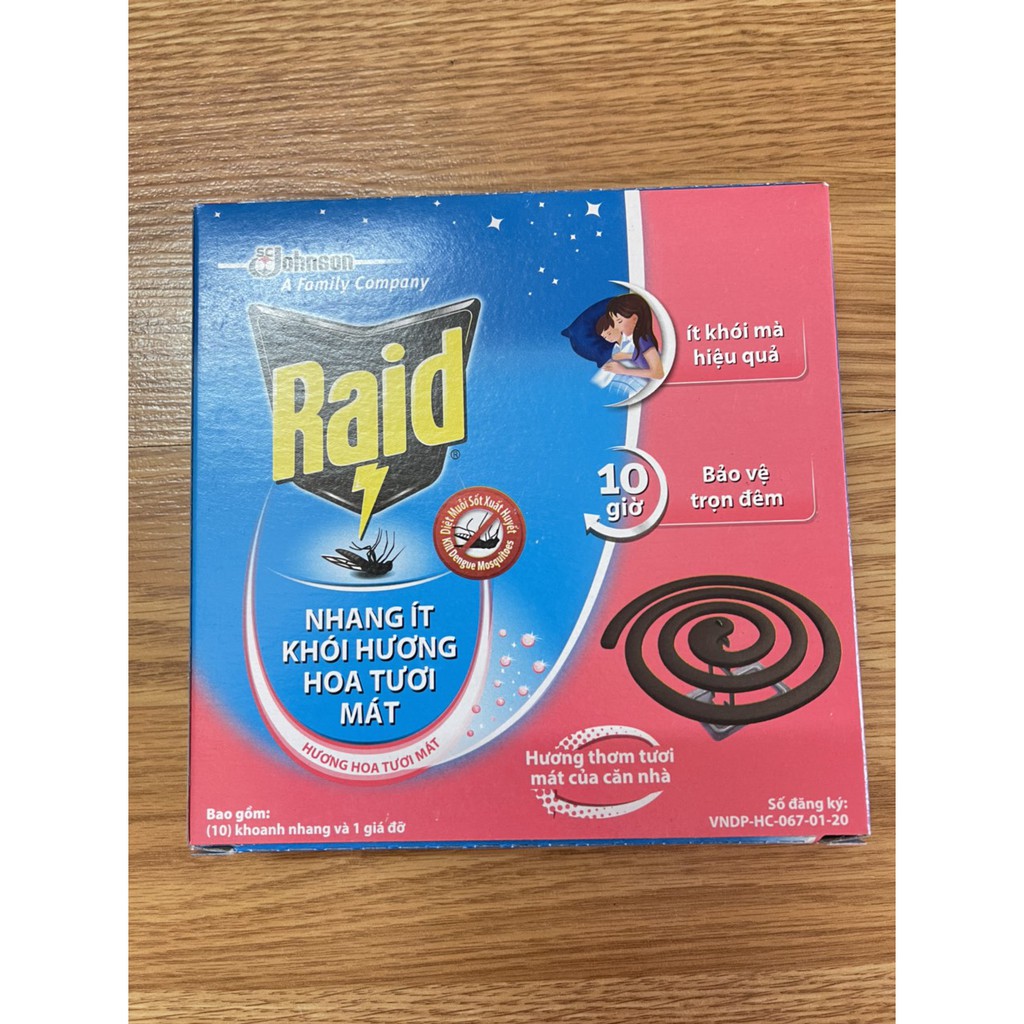 SC Johnson
A Family Company
Raid®
Diệt Muỗi Sốt Xuất Huyết
Kill Dengue Mosquitoes
NHANG ÍT
KHÓI HƯƠNG
HOA TƯƠI
MÁT
HƯƠNG HOA TƯƠI MÁT
Bao gồm:
(10) khoanh nhang và 1 giá đỡ
ít khói mà
hiệu quả
10
giờ
Bảo vệ
trọn đêm
Hương thơm tươi
mát của căn nhà
Số đăng ký:
VNDP-HC-067-01-20